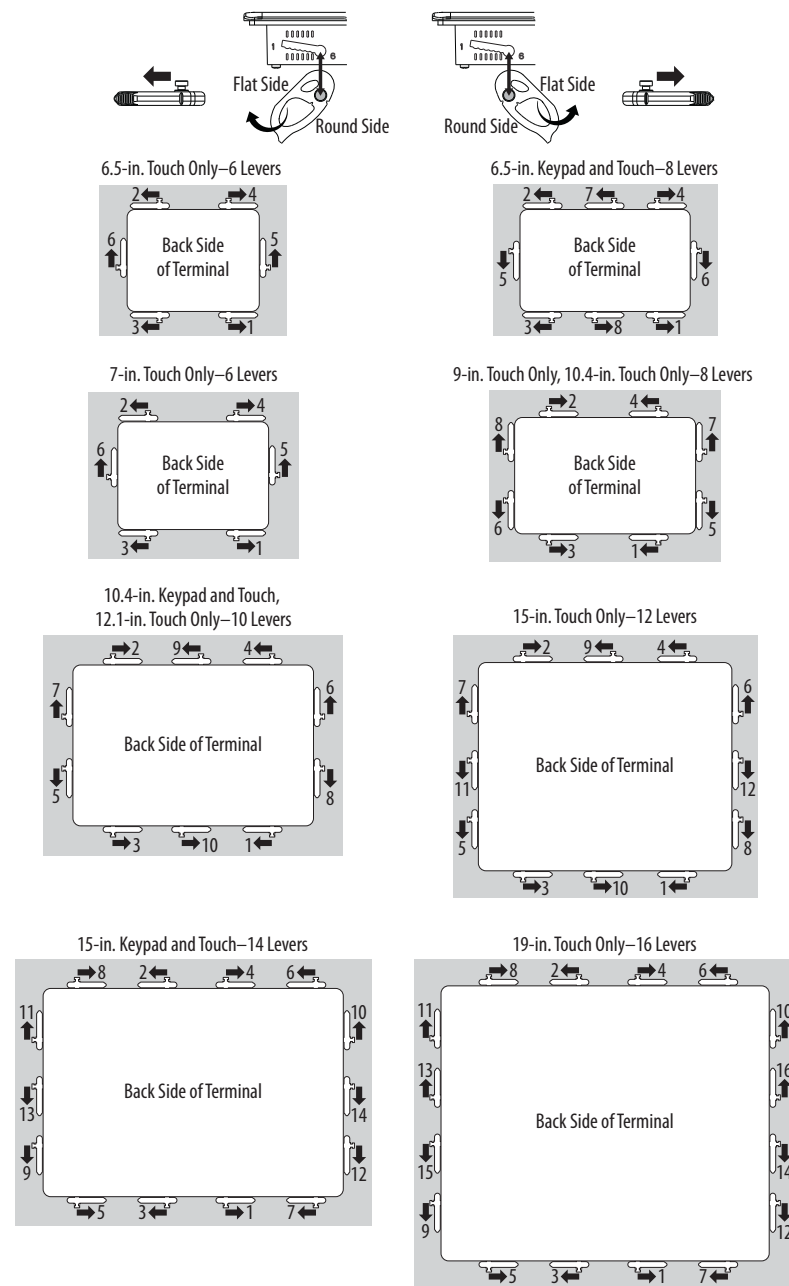 1 6
1 6
Flat Side
Flat Side
Round Side
Round Side
6.5-in. Touch Only–6 Levers
2 4
6 5
Back Side
of Terminal
3 1
6.5-in. Keypad and Touch–8 Levers
2 7 4
Back Side
of Terminal
5 6
3 8 1
7-in. Touch Only–6 Levers
2 4
6 5
Back Side
of Terminal
3 1
9-in. Touch Only, 10.4-in. Touch Only–8 Levers
2 4
8 7
Back Side
of Terminal
6 5
3 1
10.4-in. Keypad and Touch,
12.1-in. Touch Only–10 Levers
2 9 4
7 6
Back Side of Terminal
5 8
3 10 1
15-in. Touch Only–12 Levers
2 9 4
7 6
Back Side of Terminal
11 12
5 8
3 10 1
15-in. Keypad and Touch–14 Levers
8 2 4 6
11 10
Back Side of Terminal
13 14
9 12
5 3 1 7
19-in. Touch Only–16 Levers
8 2 4 6
11 10
13 16
Back Side of Terminal
15 14
9 12
5 3 1 7